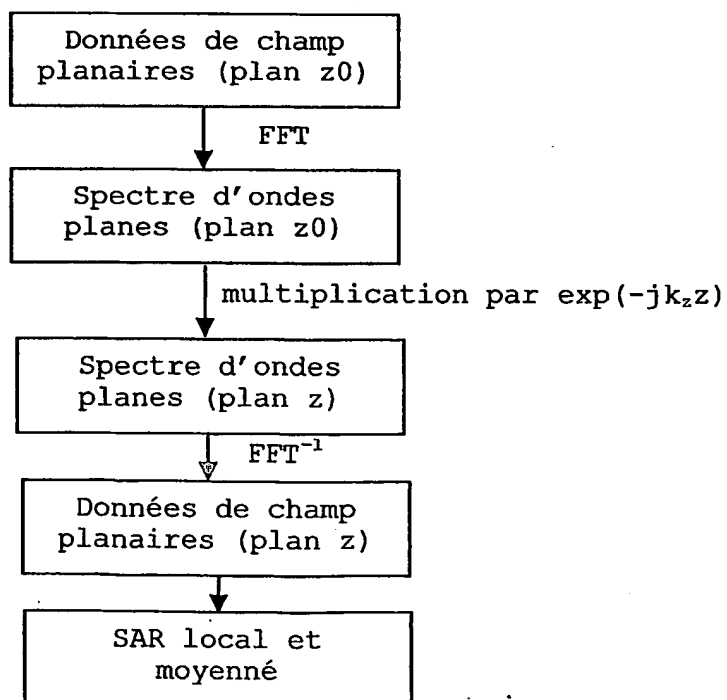 Données de champ
planaires (plan z0)
FFT
Spectre d'ondes
planes (plan z0)
multiplication par exp(-jk_z z)
Spectre d'ondes
planes (plan z)
FFT⁻¹
Données de champ
planaires (plan z)
SAR local et
moyenné